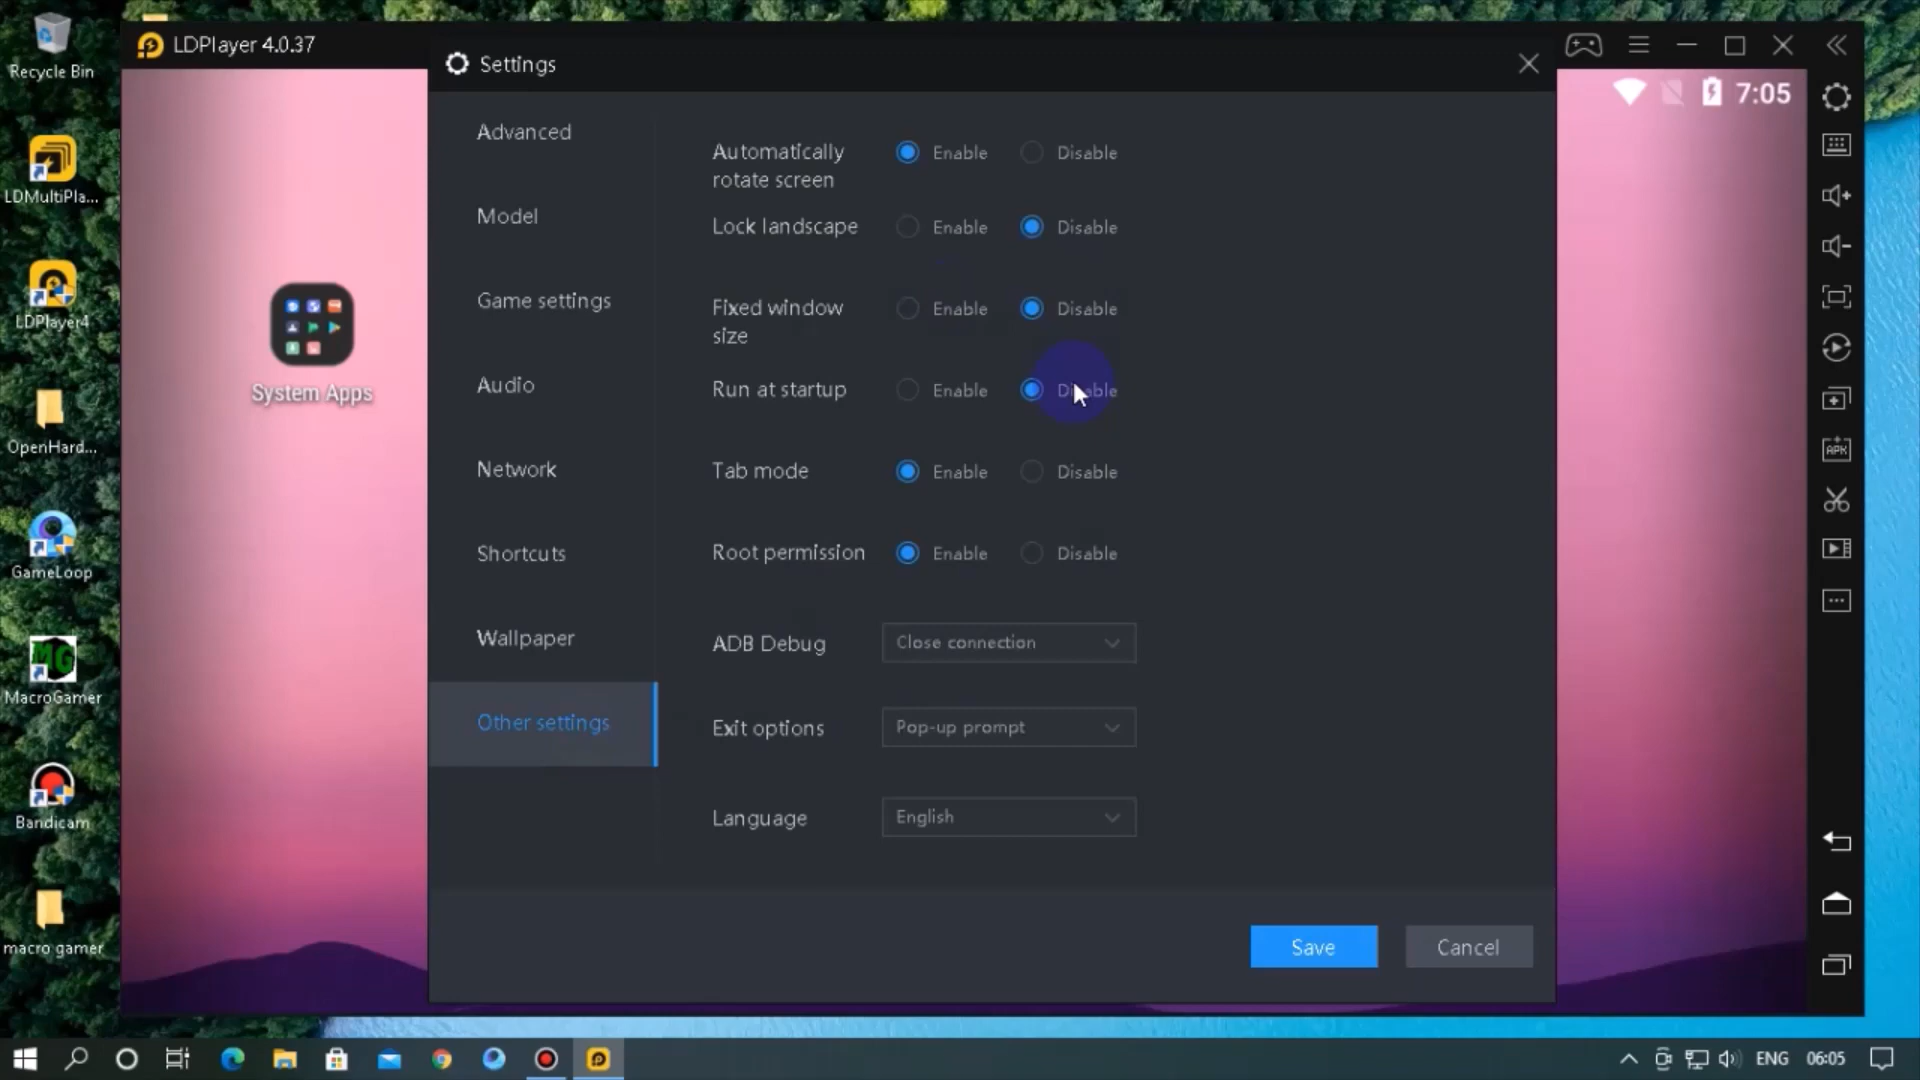 Recycle Bin
LDMultiPla...
LDPlayer4
OpenHard...
GameLoop
MG
MacroGamer
Bandicam
macro gamer
LDPlayer 4.0.37
7:05
System Apps
APK
Settings
Advanced
Model
Game settings
Audio
Network
Shortcuts
Wallpaper
Other settings
Automatically
rotate screen
Enable Disable
Lock landscape Enable Disable
Fixed window
size
Enable Disable
Run at startup Enable Disable
Tab mode Enable Disable
Root permission Enable Disable
ADB Debug Close connection
Exit options Pop-up prompt
Language English
Save Cancel
ENG 06:05